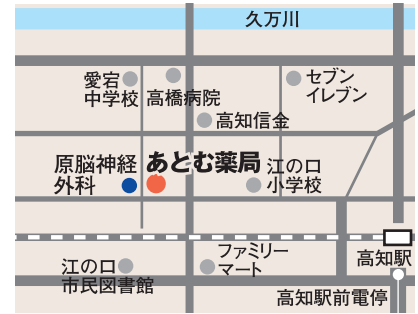 久万川
愛宕
中学校
高橋病院
セブン
イレブン
高知信金
原脳神経
外科
あとむ薬局
江の口
小学校
江の口
市民図書館
ファミリー
マート
高知駅
高知駅前電停